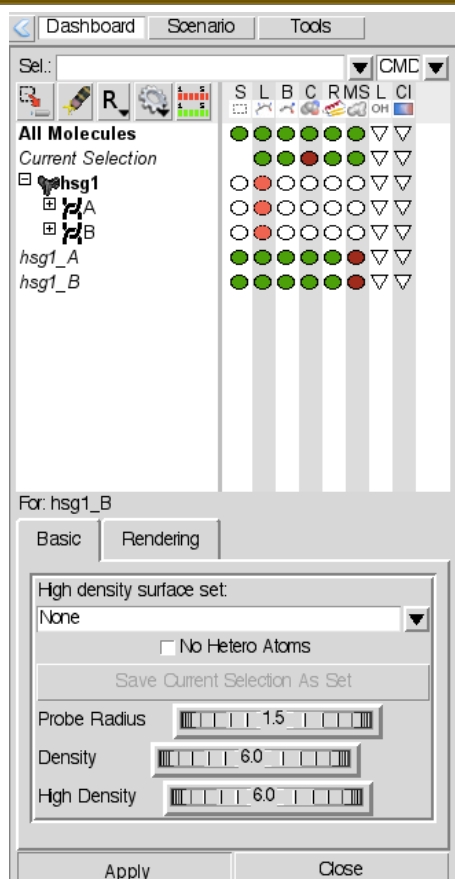 Dashboard Scenario Tools
Sel.: CMD
R
S L B C R MS L Cl
OH
All Molecules
Current Selection
hsg1
A
B
hsg1_A
hsg1_B
For: hsg1_B
Basic Rendering
High density surface set:
None
No Hetero Atoms
Save Current Selection As Set
Probe Radius 1.5
Density 6.0
High Density 6.0
Apply Close